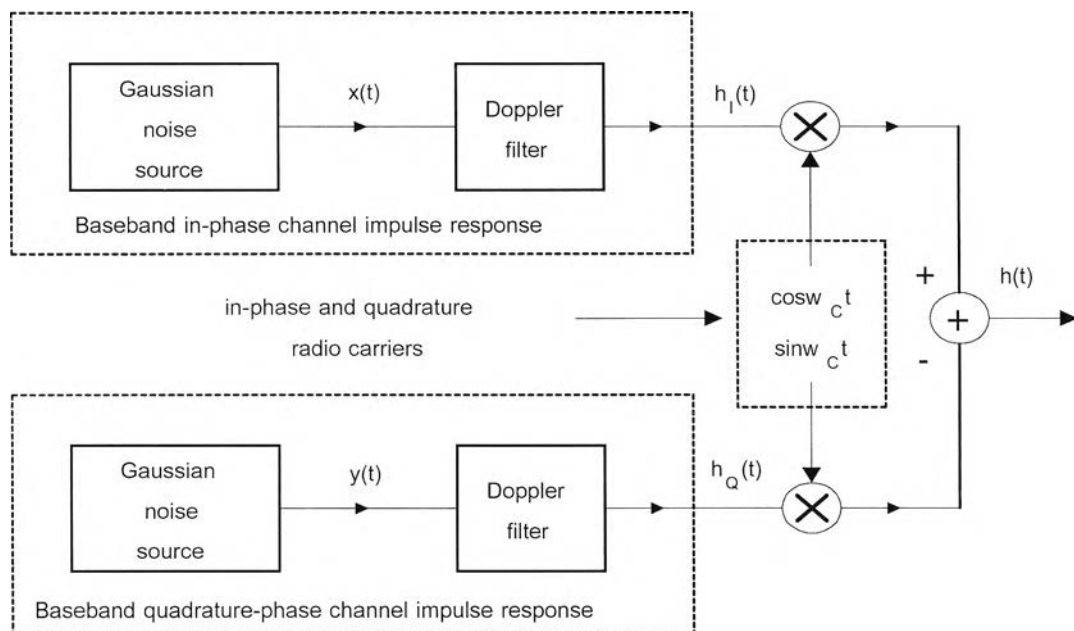 Gaussian
noise
source
x(t)
Doppler
filter
h_I(t)
Baseband in-phase channel impulse response
in-phase and quadrature
radio carriers
cosw_C t
sinw_C t
+
-
+
h(t)
Gaussian
noise
source
y(t)
Doppler
filter
h_Q(t)
Baseband quadrature-phase channel impulse response